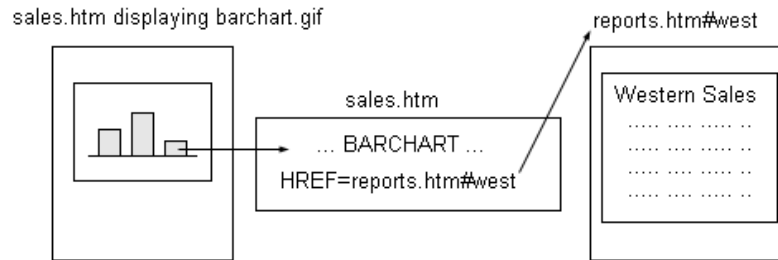 sales.htm displaying barchart.gif
reports.htm#west
sales.htm
... BARCHART ...
HREF=reports.htm#west
Western Sales
..... .... ..... ..
..... .... ..... ..
..... .... ..... ..
..... .... ..... ..